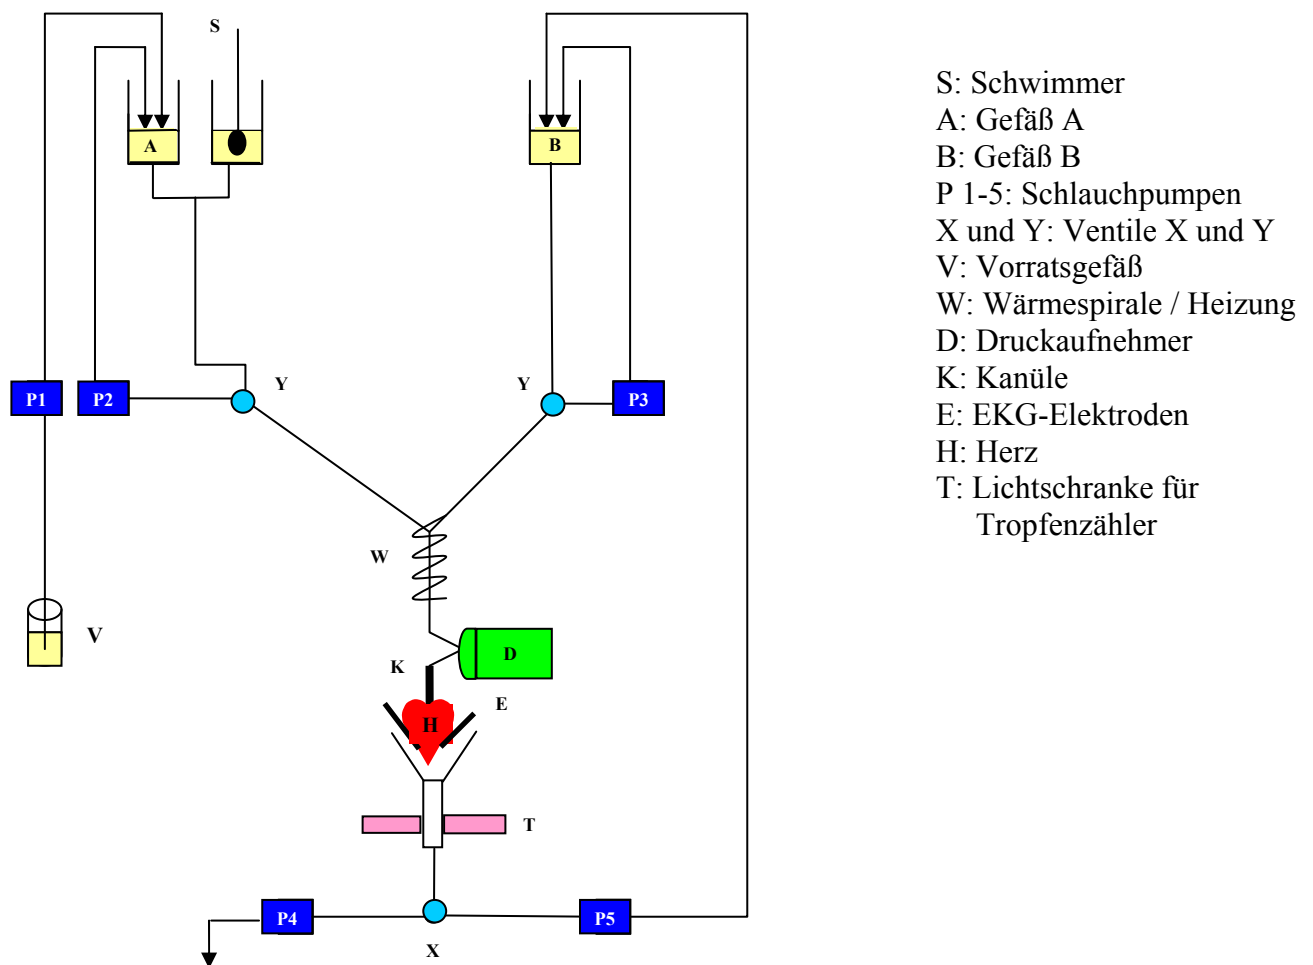 S
A
B
P1
P2
Y
Y
P3
W
V
K
D
E
H
T
P4
P5
X
S: Schwimmer
A: Gefäß A
B: Gefäß B
P 1-5: Schlauchpumpen
X und Y: Ventile X und Y
V: Vorratsgefäß
W: Wärmespirale / Heizung
D: Druckaufnehmer
K: Kanüle
E: EKG-Elektroden
H: Herz
T: Lichtschranke für
Tropfenzähler